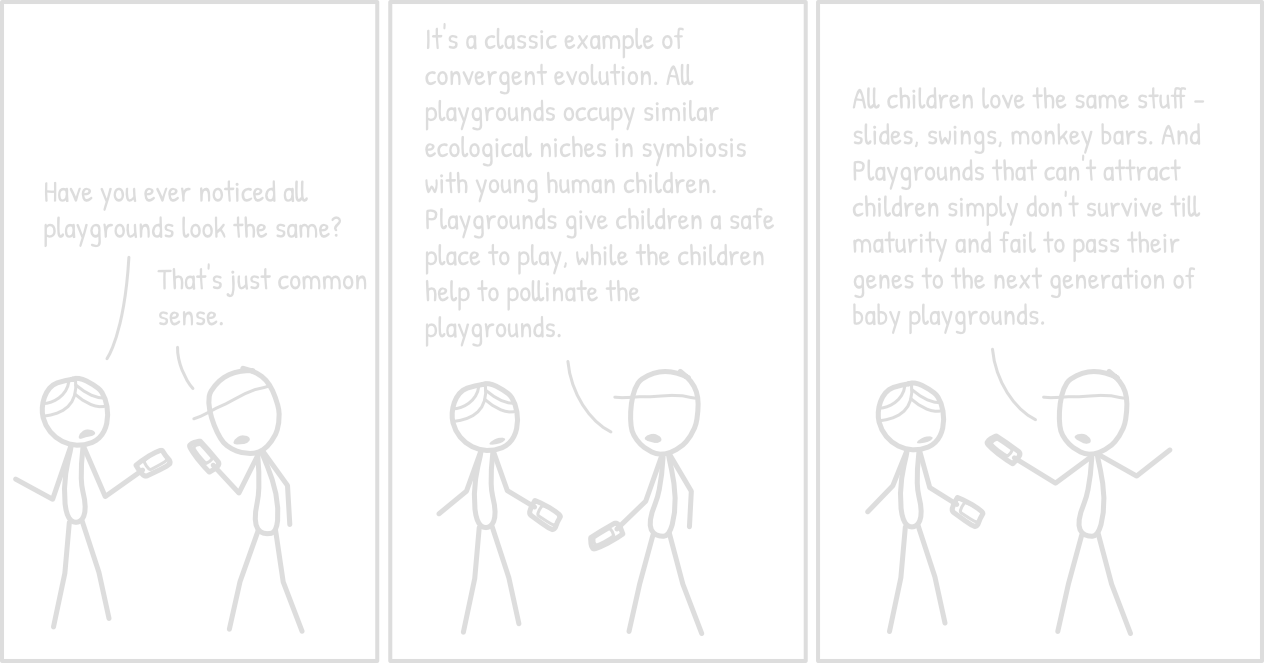 Have you ever noticed all
playgrounds look the same?
That's just common
sense.
It's a classic example of
convergent evolution. All
playgrounds occupy similar
ecological niches in symbiosis
with young human children.
Playgrounds give children a safe
place to play, while the children
help to pollinate the
playgrounds.
All children love the same stuff –
slides, swings, monkey bars. And
Playgrounds that can't attract
children simply don't survive till
maturity and fail to pass their
genes to the next generation of
baby playgrounds.